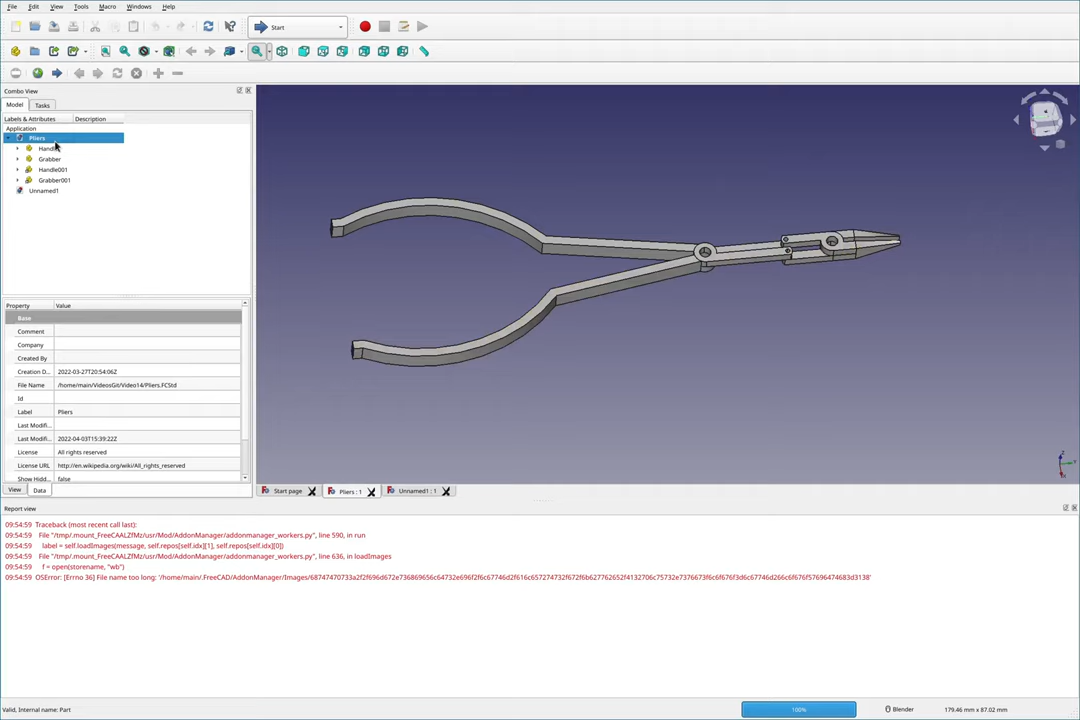 File Edit View Tools Macro Windows Help
Start
Combo View
Model Tasks
Labels & Attributes Description
Application
Pliers
Handle
Grabber
Handle001
Grabber001
Unnamed1
Property Value
Base
Comment
Company
Created By
Creation D... 2022-03-27T20:54:06Z
File Name /home/main/VideosGit/Video14/Pliers.FCStd
Id
Label Pliers
Last Modifi...
Last Modifi... 2022-04-03T15:39:22Z
License All rights reserved
License URL http://en.wikipedia.org/wiki/All_rights_reserved
Show Hidd... false
View Data
Start page Pliers : 1 Unnamed1 : 1
Report view
09:54:59 Traceback (most recent call last):
09:54:59 File "/tmp/.mount_FreeCAALZfMz/usr/Mod/AddonManager/addonmanager_workers.py", line 590, in run
09:54:59 label = self.loadImages(message, self.repos[self.idx][1], self.repos[self.idx][0])
09:54:59 File "/tmp/.mount_FreeCAALZfMz/usr/Mod/AddonManager/addonmanager_workers.py", line 636, in loadImages
09:54:59 f = open(storename, "wb")
09:54:59 OSError: [Errno 36] File name too long:
Valid, Internal name: Part 100% Blender 179.46 mm x 87.02 mm